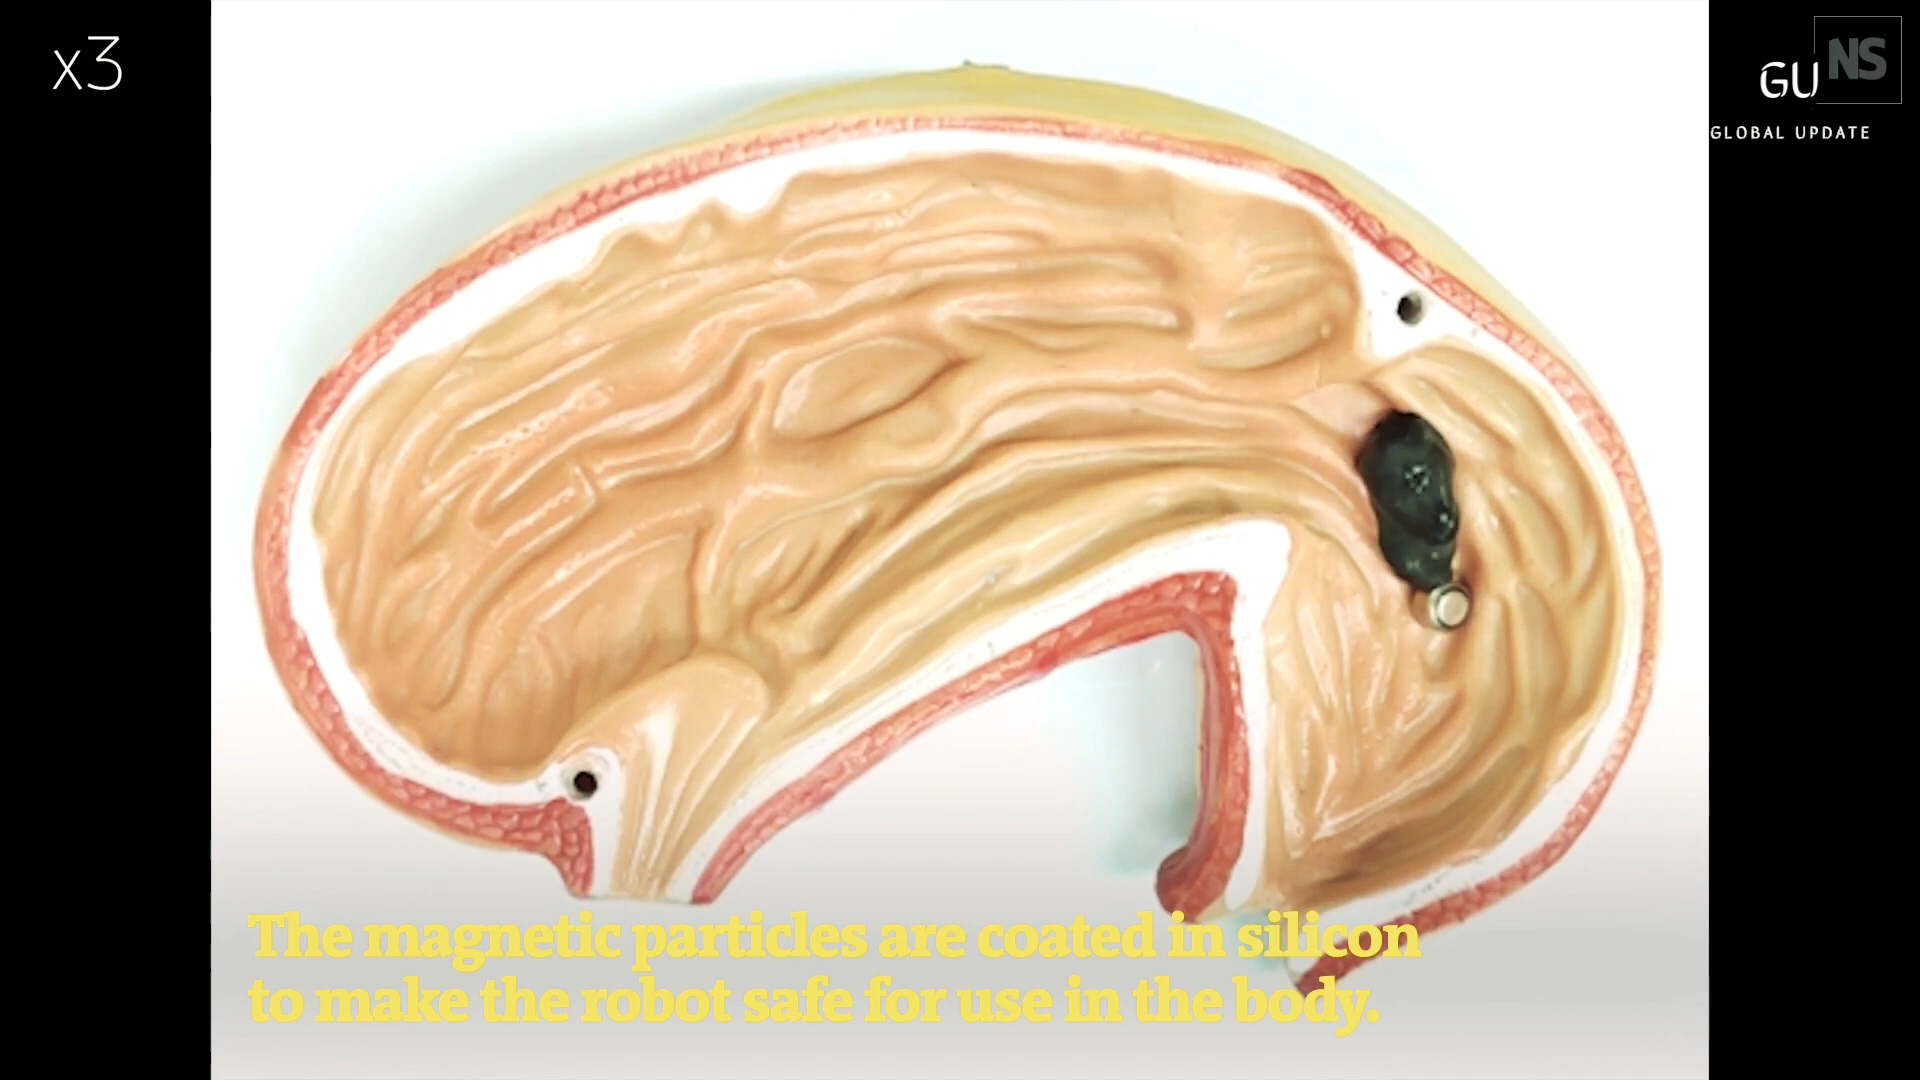 x3
NS
GU
GLOBAL UPDATE
The magnetic particles are coated in silicon
to make the robot safe for use in the body.